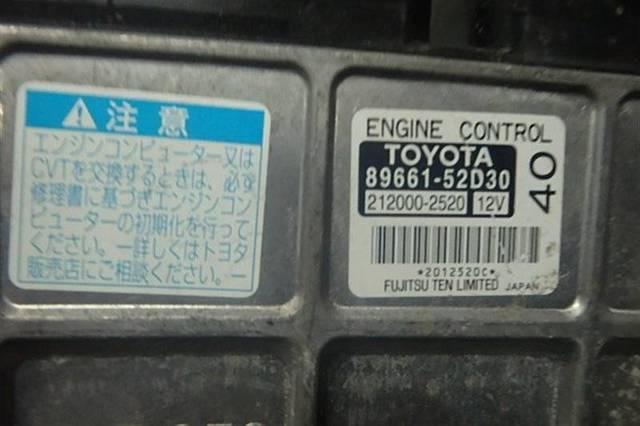 注意
エンジンコンピューター又は
CVTを交換するときは、必ず
修理書に基づきエンジンコン
ピューターの初期化を行って
ください。ー詳しくはトヨタ
販売店にご相談ください。ー
ENGINE CONTROL
TOYOTA
89661-52D30
212000-2520 12V
40
*2012520C*
FUJITSU TEN LIMITED JAPAN